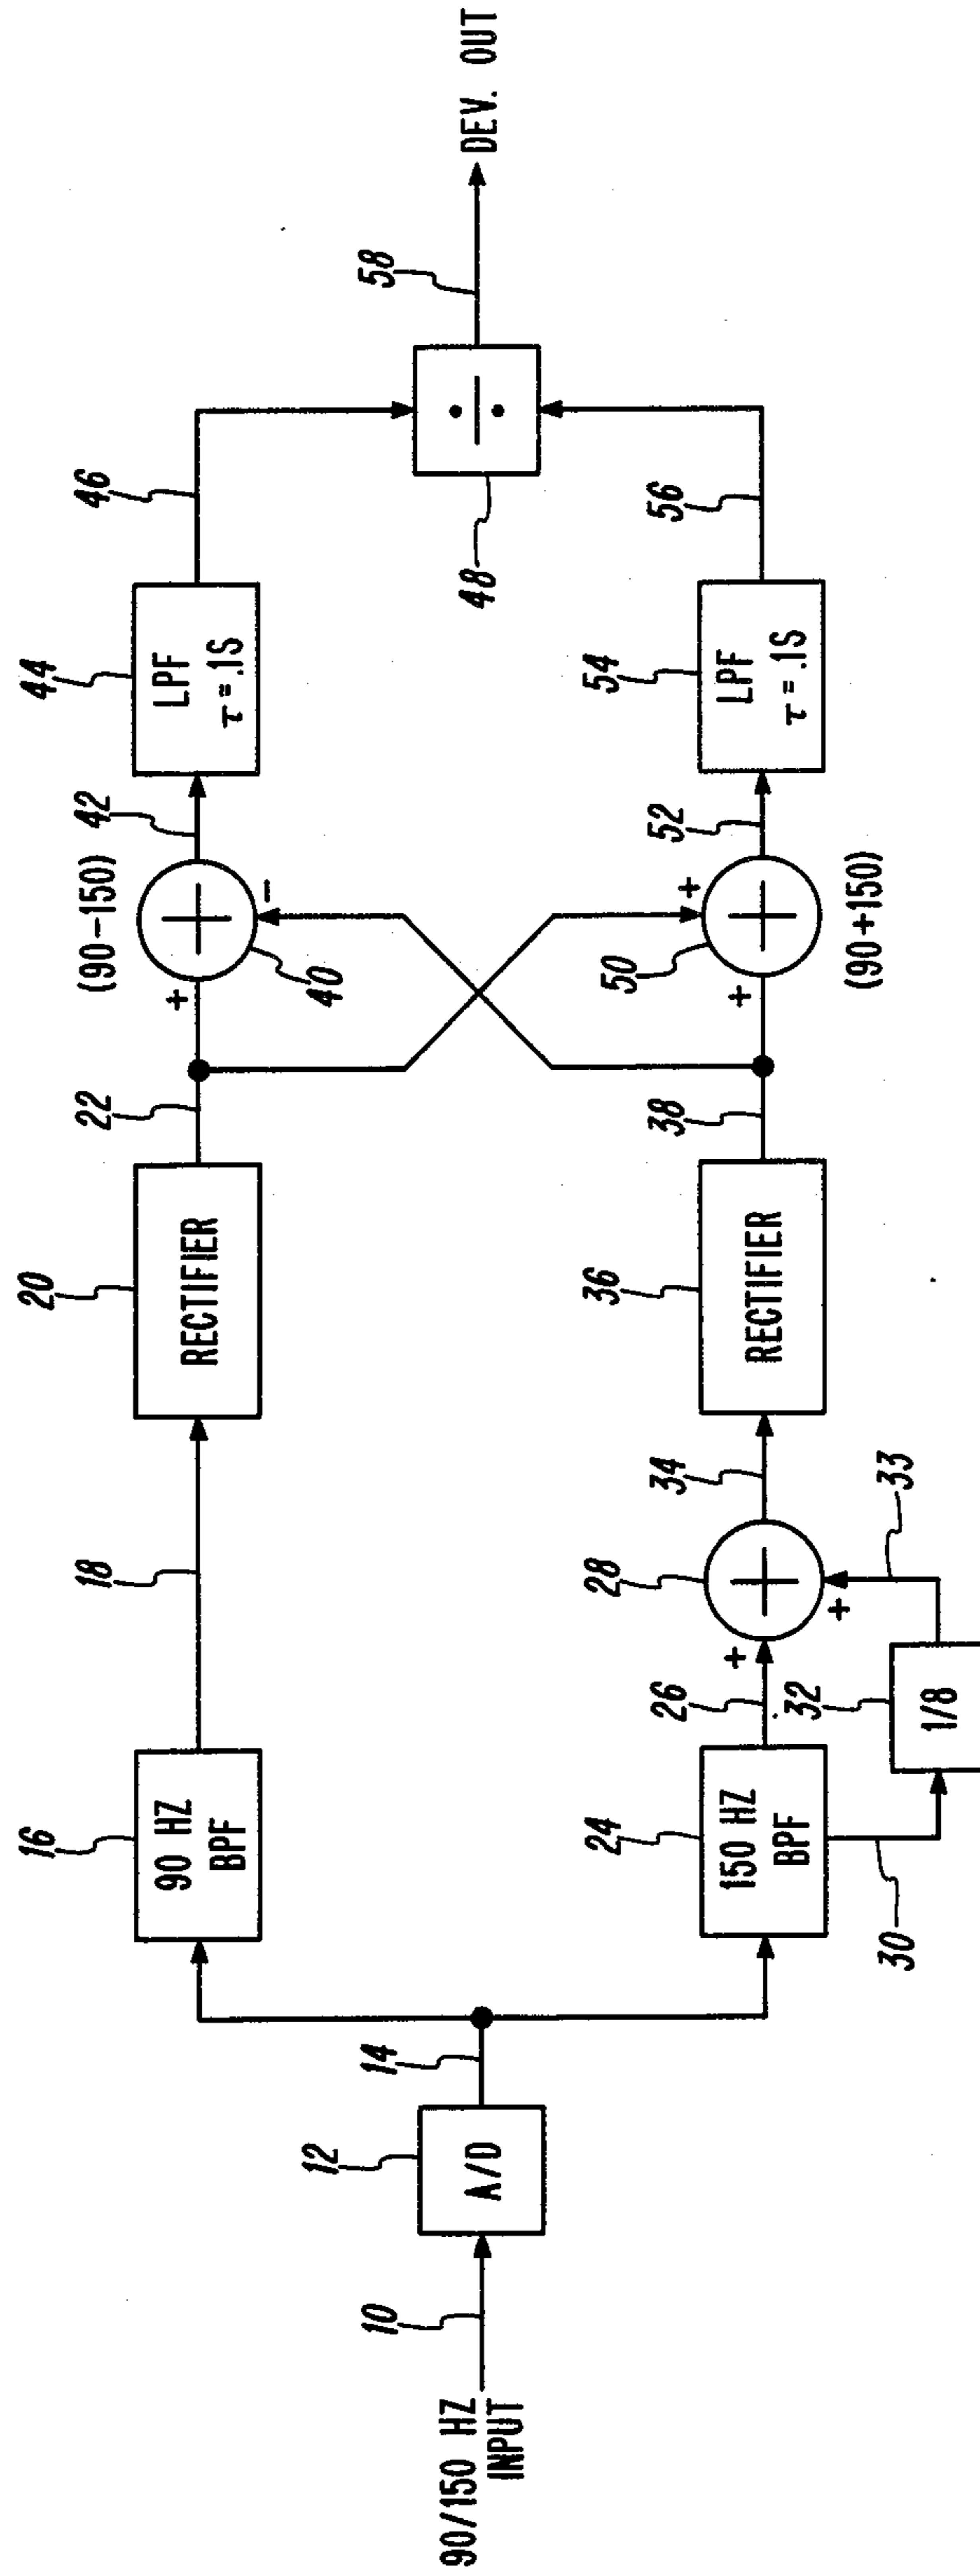 90/150 HZ
INPUT
10
12
A/D
14
16
90 HZ
BPF
18
20
RECTIFIER
22
(90-150)
+
-
40
42
44
LPF
τ = .1S
46
24
150 HZ
BPF
26
+
28
+
30
32
1/8
33
34
36
RECTIFIER
38
+
+
50
(90+150)
52
54
LPF
τ = .1S
56
48
÷
58
DEV. OUT